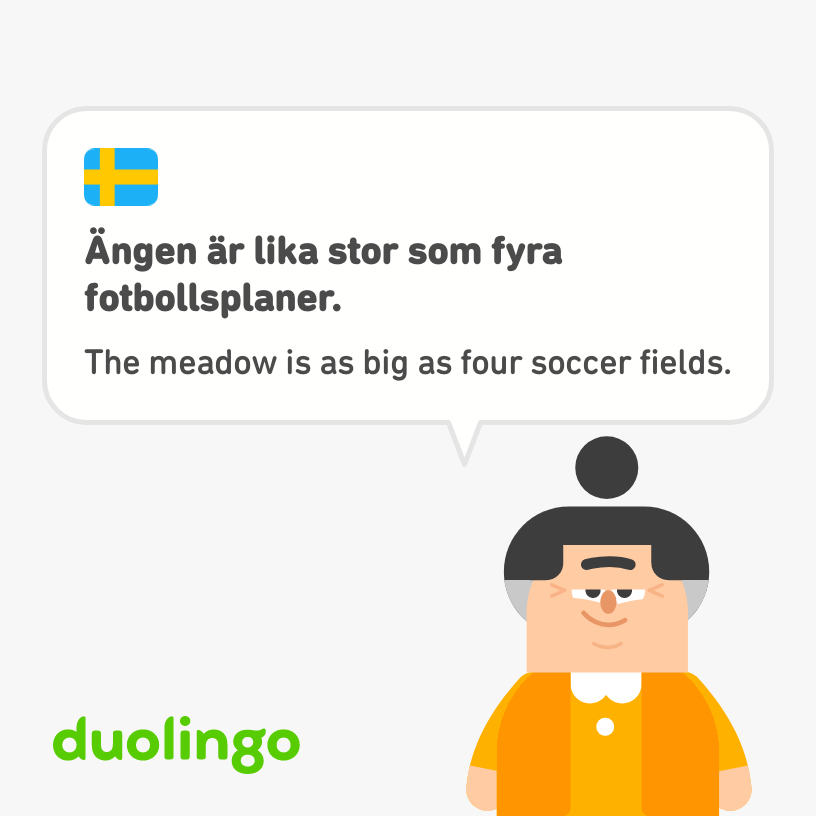 Ängen är lika stor som fyra
fotbollsplaner.
The meadow is as big as four soccer fields.
duolingo